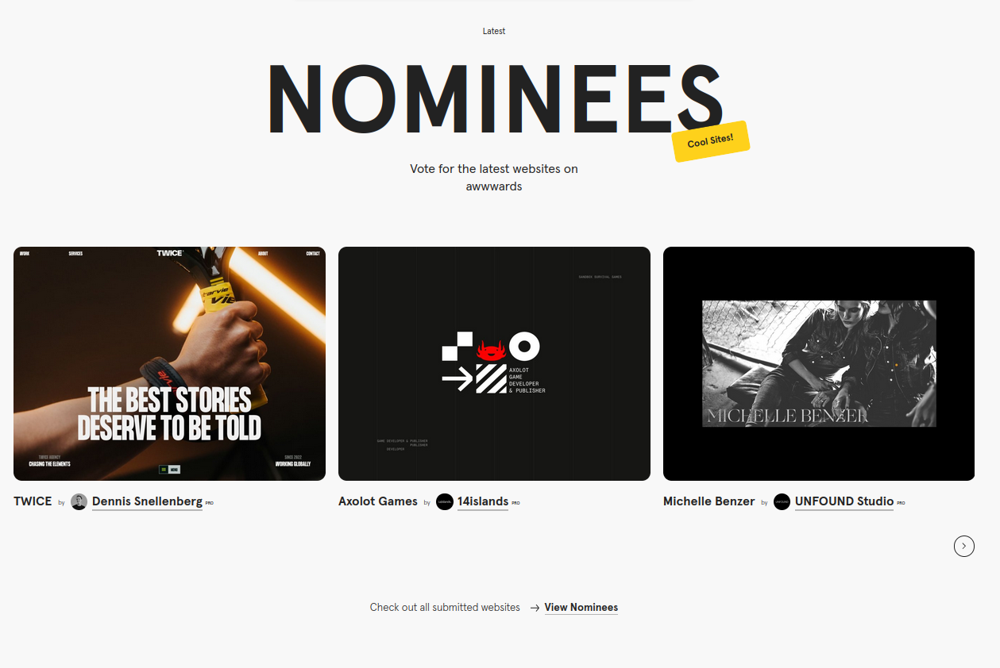 Latest
NOMINEES
Cool Sites!
Vote for the latest websites on
awwwards
WORK SERVICES TWICE ABOUT CONTACT
vie
THE BEST STORIES
DESERVE TO BE TOLD
TWICE AGENCY
CHASING THE ELEMENTS
SINCE 2022
WORKING GLOBALLY
SANDBOX SURVIVAL GAMES
AXOLOT
GAME
DEVELOPER
& PUBLISHER
GAME DEVELOPER & PUBLISHER
PUBLISHER
DEVELOPER
MICHELLE BENZER
TWICE by Dennis Snellenberg PRO
Axolot Games by 14islands PRO
Michelle Benzer by UNFOUND Studio PRO
Check out all submitted websites → View Nominees